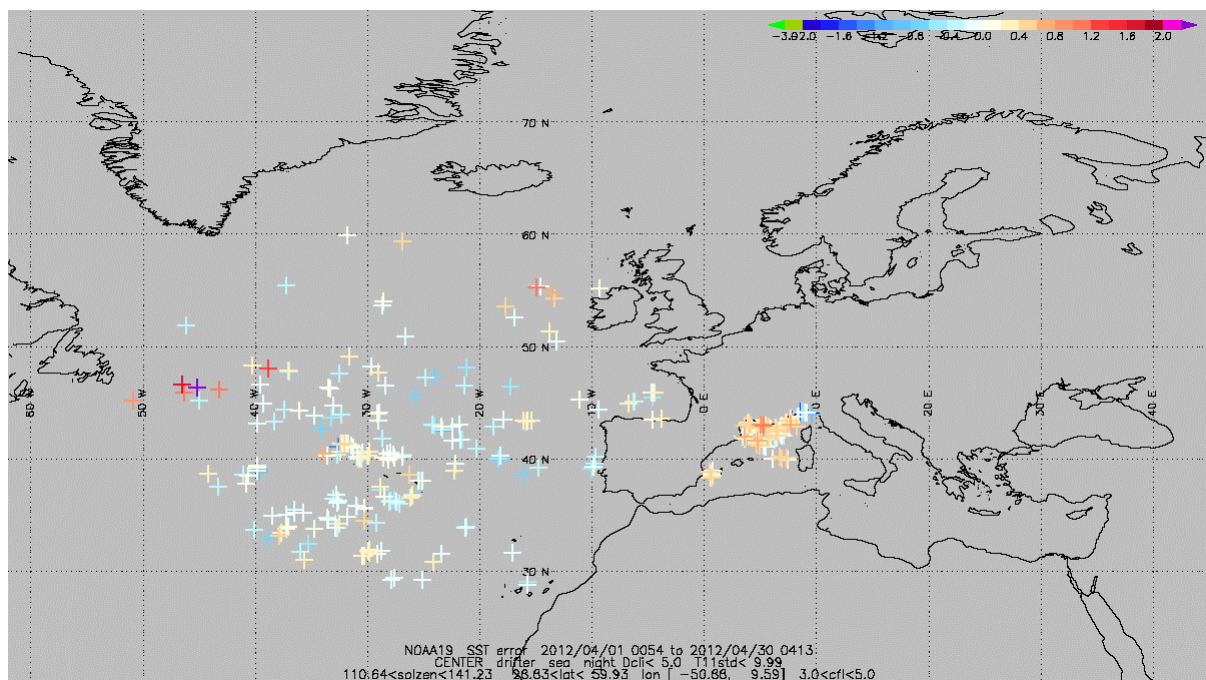 -3.0 -2.0 -1.6 -1.2 -0.8 -0.4 0.0 0.4 0.8 1.2 1.6 2.0
70 N
60 N
50 N
60 W 50 W 40 W 30 W 20 W 0 E 10 E 20 E 30 E 40 E
40 N
30 N
NOAA19 SST error 2012/04/01 0054 to 2012/04/30 0413
CENTER drifter sea night Dcli< 5.0 T11std< 9.99
110.64<solzen<141.23 28.83<lat< 59.93 lon [ -50.88, 9.59] 3.0<cfl<5.0